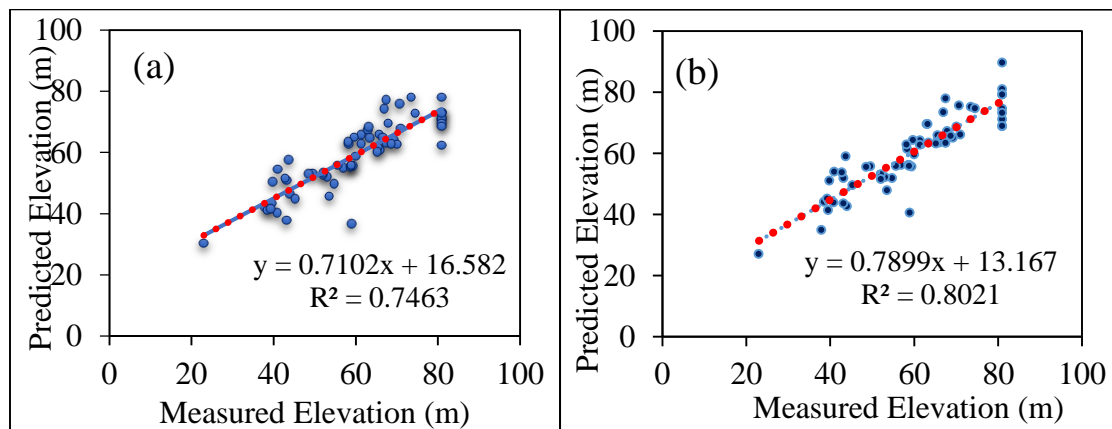 (a)
Predicted Elevation (m)
100
80
60
40
20
0
y = 0.7102x + 16.582
R² = 0.7463
0 20 40 60 80 100
Measured Elevation (m)
(b)
Predicted Elevation (m)
100
80
60
40
20
0
y = 0.7899x + 13.167
R² = 0.8021
0 20 40 60 80 100
Measured Elevation (m)